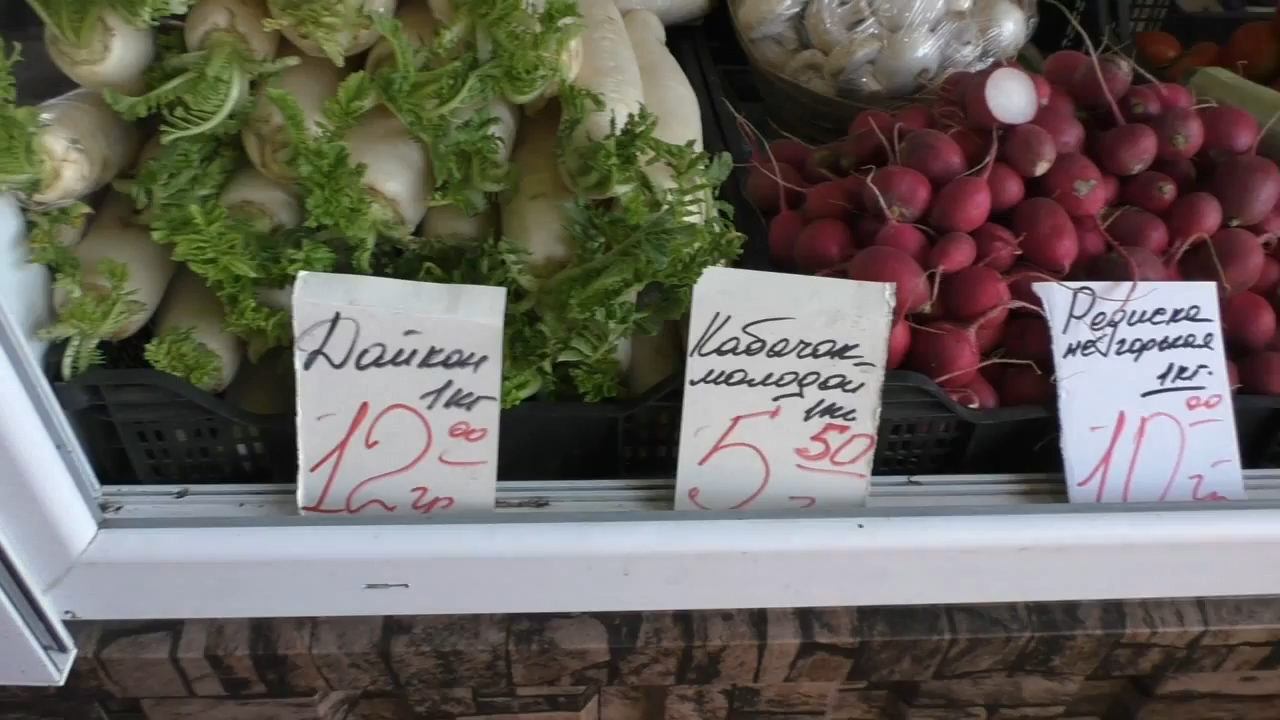 Дайкон
1кг
12 00 гр
Кабачок
молодой
1кг
5 50
Редиска
не горькая
1кг.
10 00 гр